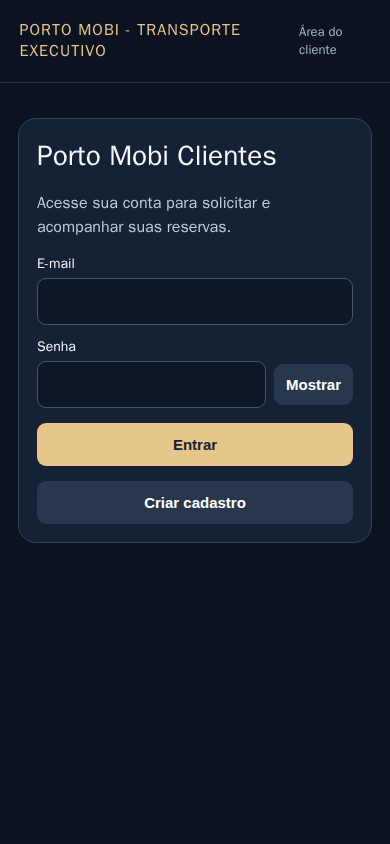 PORTO MOBI - TRANSPORTE
EXECUTIVO
Área do
cliente
Porto Mobi Clientes
Acesse sua conta para solicitar e
acompanhar suas reservas.
E-mail
Senha
Mostrar
Entrar
Criar cadastro